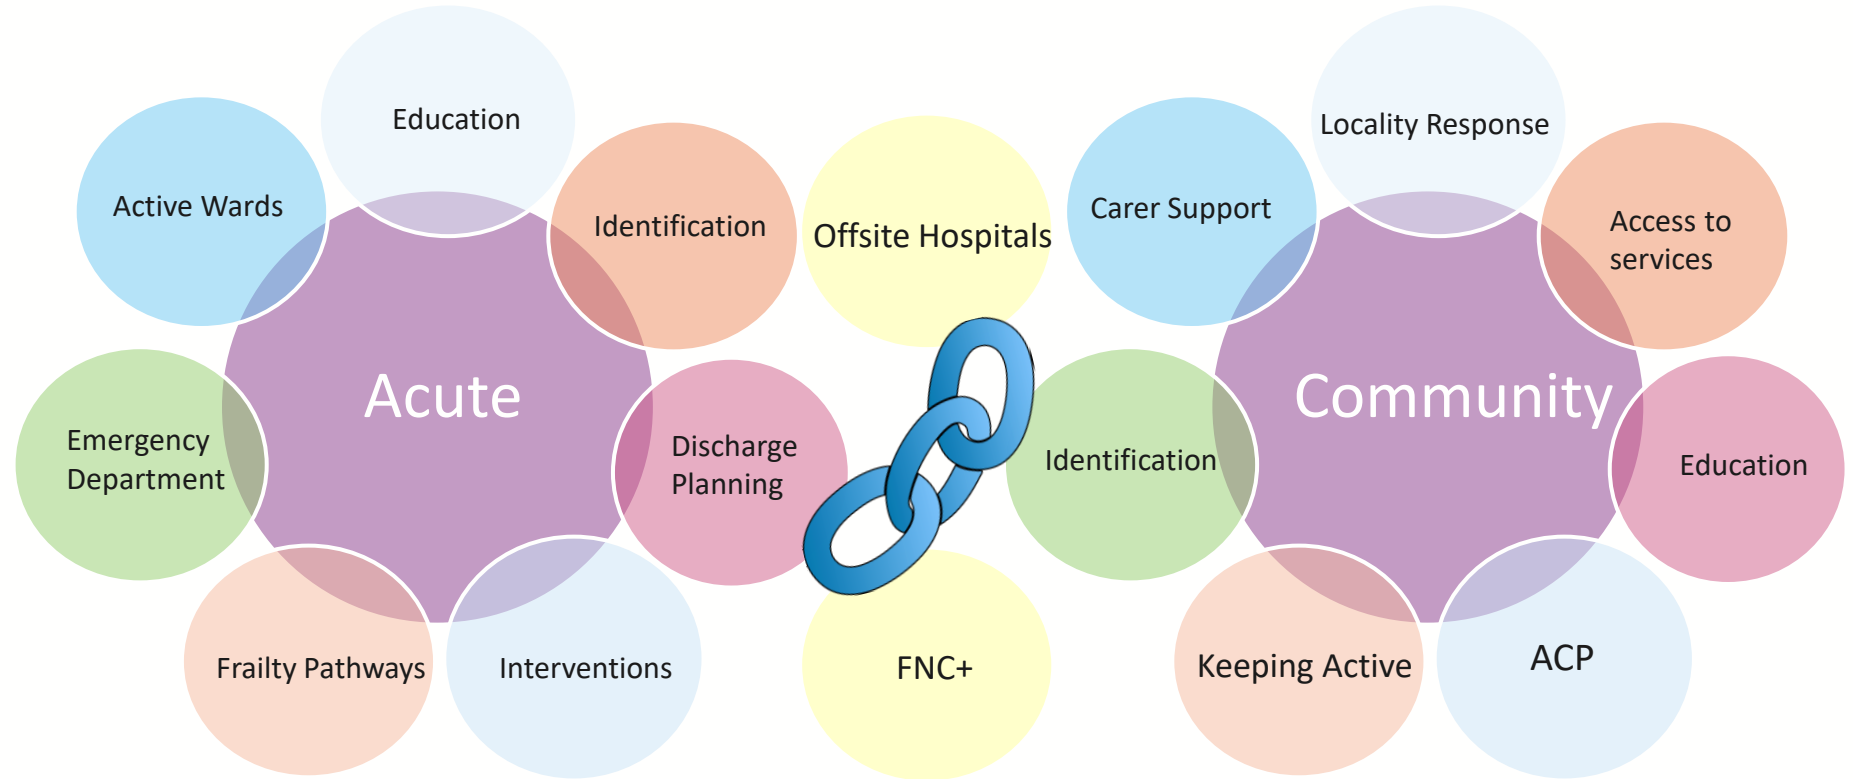 Education
Active Wards
Identification
Acute
Emergency
Department
Discharge
Planning
Frailty Pathways
Interventions
Offsite Hospitals
FNC+
Locality Response
Carer Support
Access to
services
Community
Identification
Education
Keeping Active
ACP